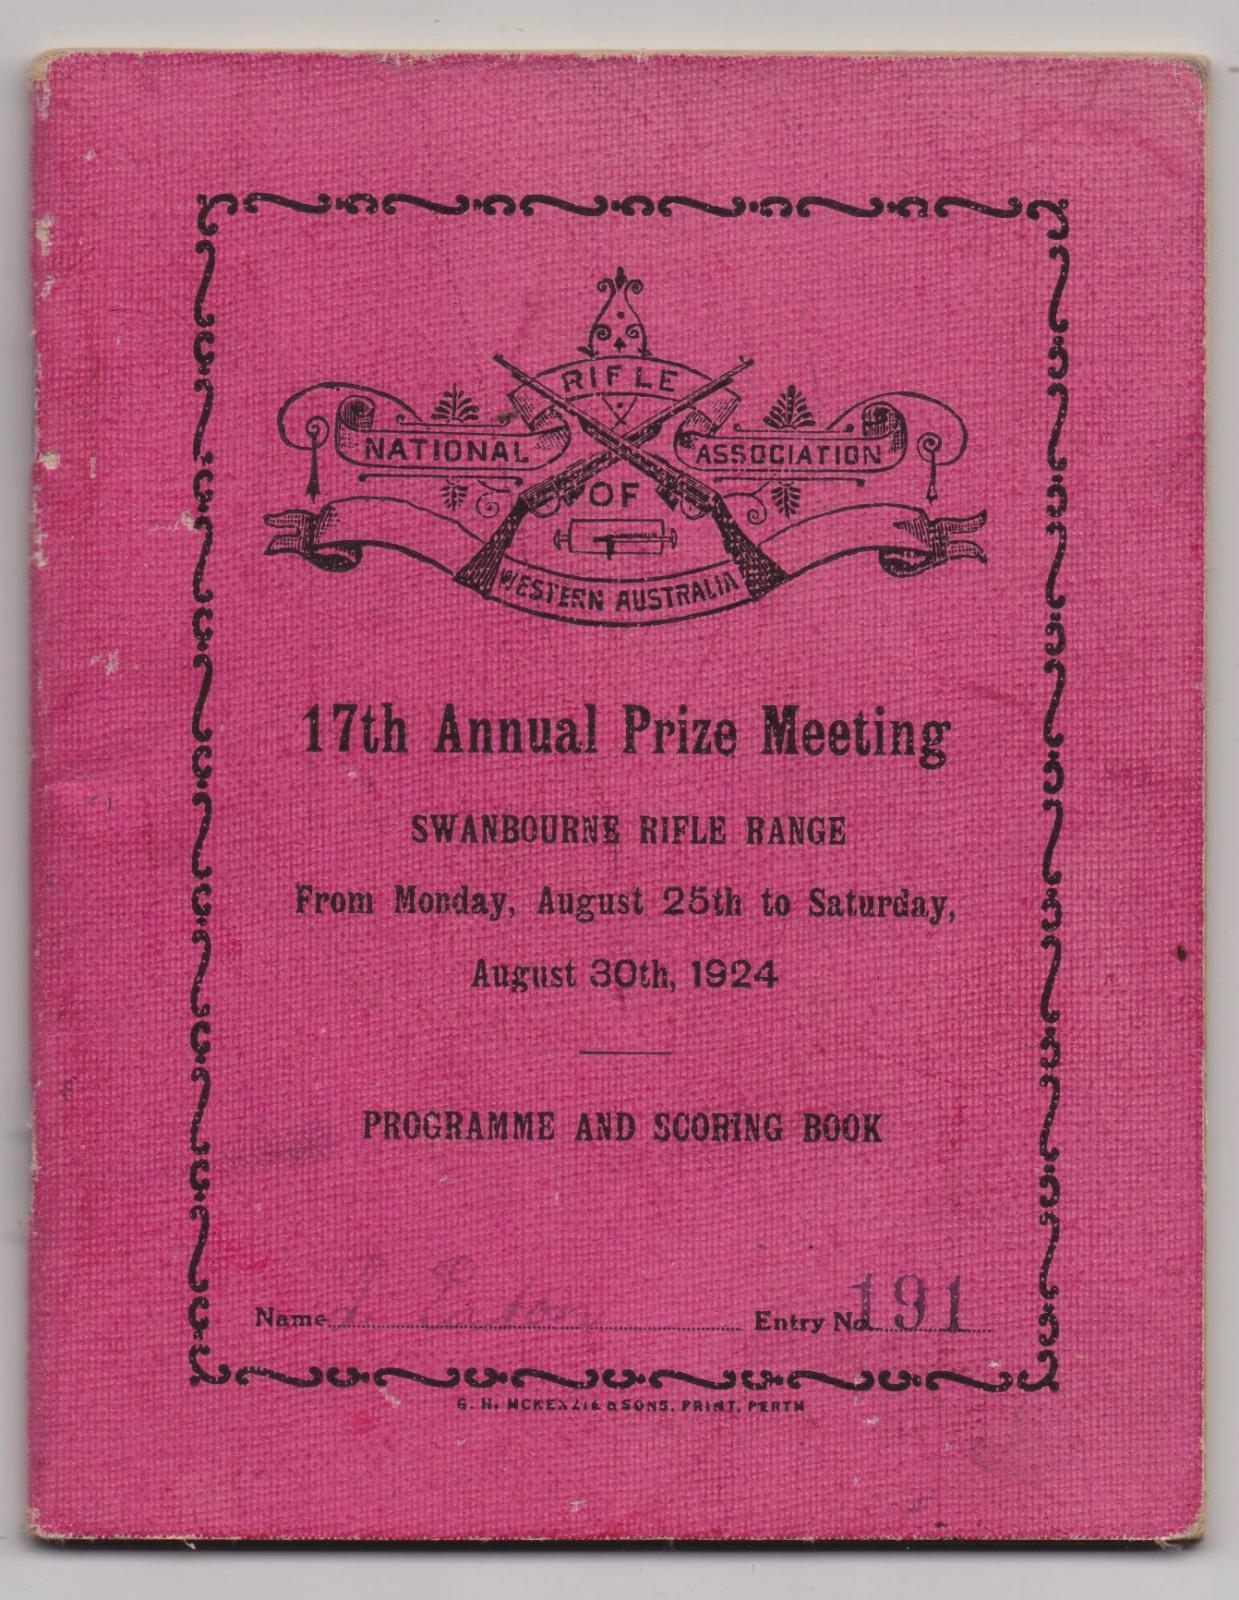 RIFLE
NATIONAL ASSOCIATION
OF
WESTERN AUSTRALIA
17th Annual Prize Meeting
SWANBOURNE RIFLE RANGE
From Monday, August 25th to Saturday,
August 30th, 1924
PROGRAMME AND SCORING BOOK
Name Entry No. 191
G. H. MCKENZIE & SONS, PRINT, PERTH